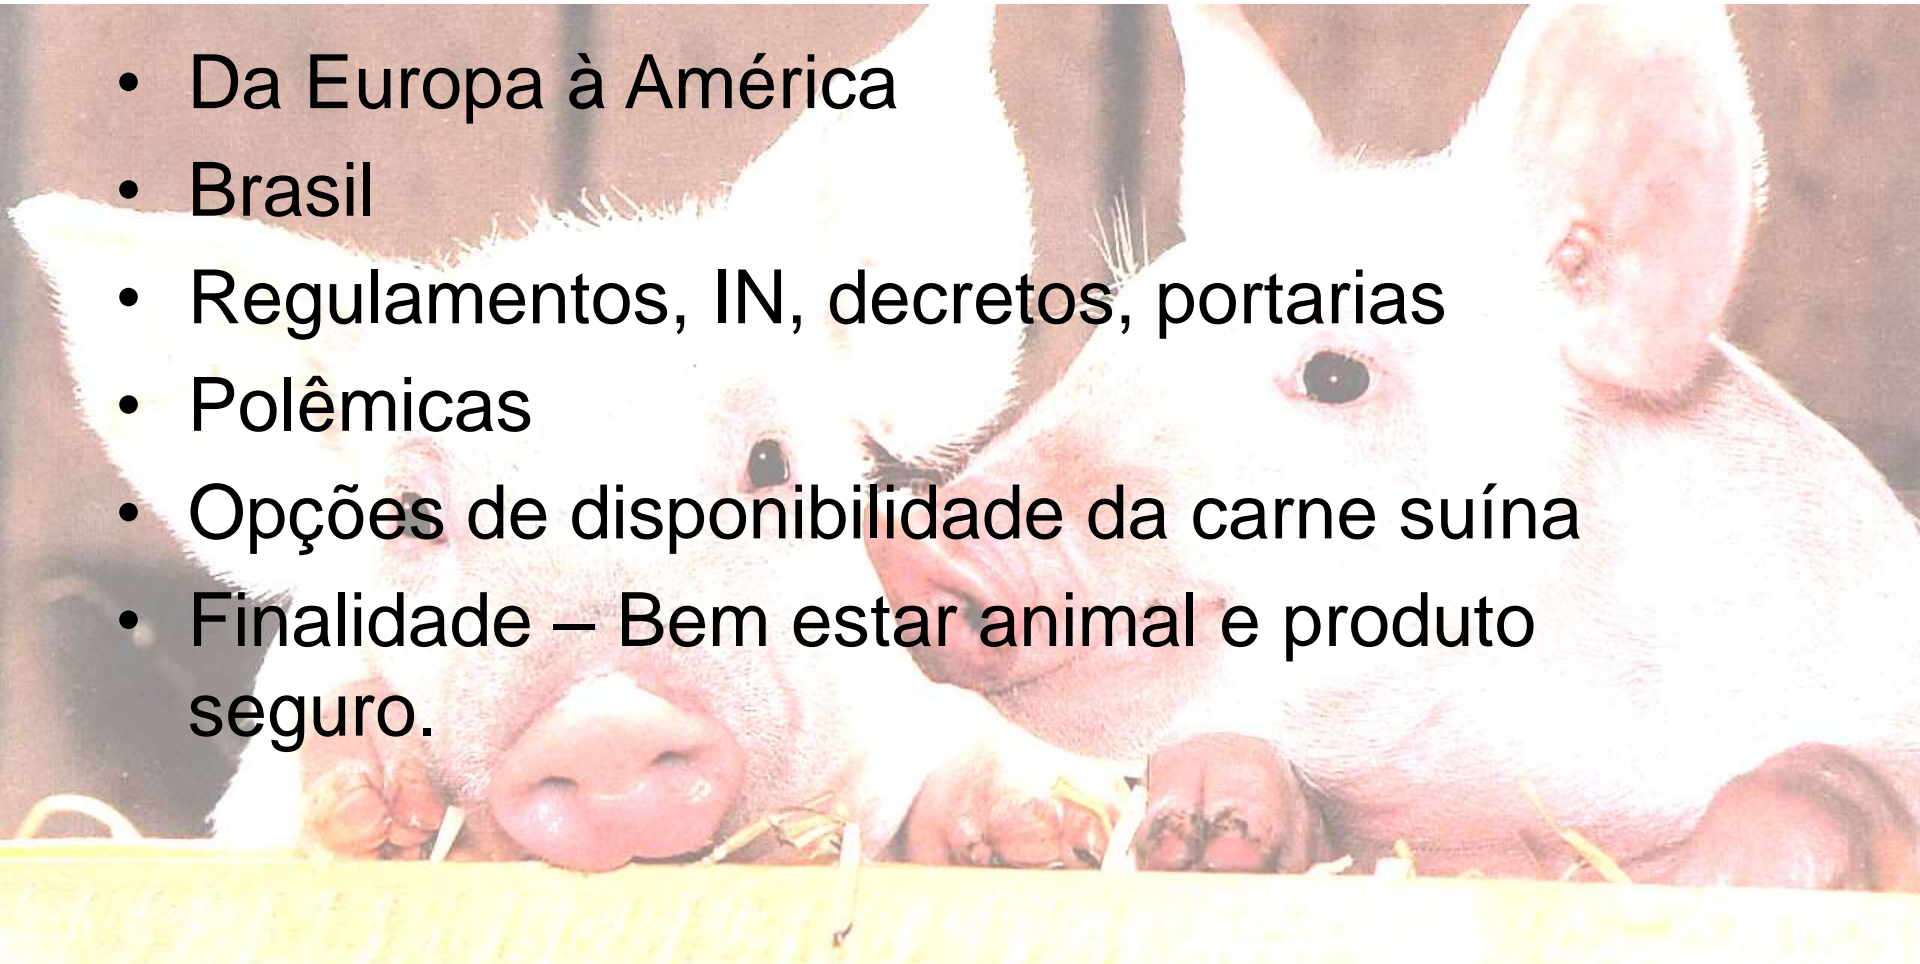 • Da Europa à América
• Brasil
• Regulamentos, IN, decretos, portarias
• Polêmicas
• Opções de disponibilidade da carne suína
• Finalidade – Bem estar animal e produto
seguro.